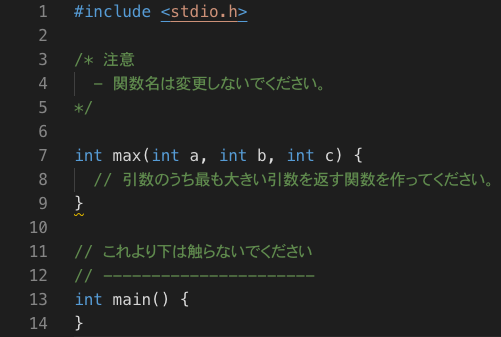 1 #include <stdio.h>
2
3 /* 注意
4 - 関数名は変更しないでください。
5 */
6
7 int max(int a, int b, int c) {
8 // 引数のうち最も大きい引数を返す関数を作ってください。
9 }
10
11 // これより下は触らないでください
12 // ----------------------
13 int main() {
14 }